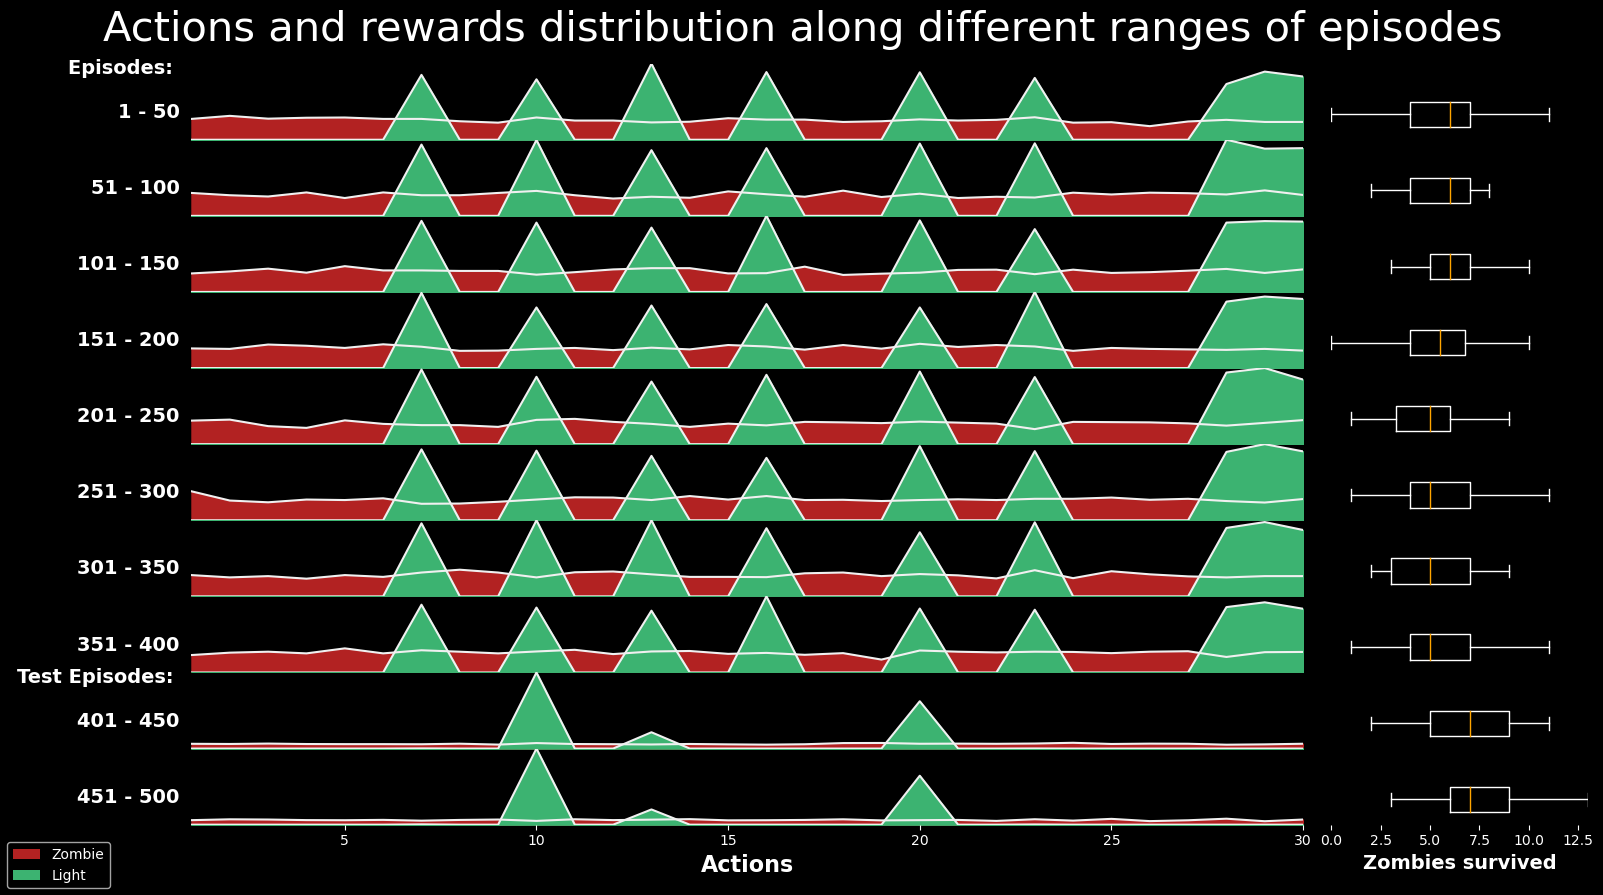 Actions and rewards distribution along different ranges of episodes
Episodes:
1 - 50
51 - 100
101 - 150
151 - 200
201 - 250
251 - 300
301 - 350
351 - 400
Test Episodes:
401 - 450
451 - 500
5 10 15 20 25 30
0.0 2.5 5.0 7.5 10.0 12.5
Actions
Zombies survived
Zombie
Light